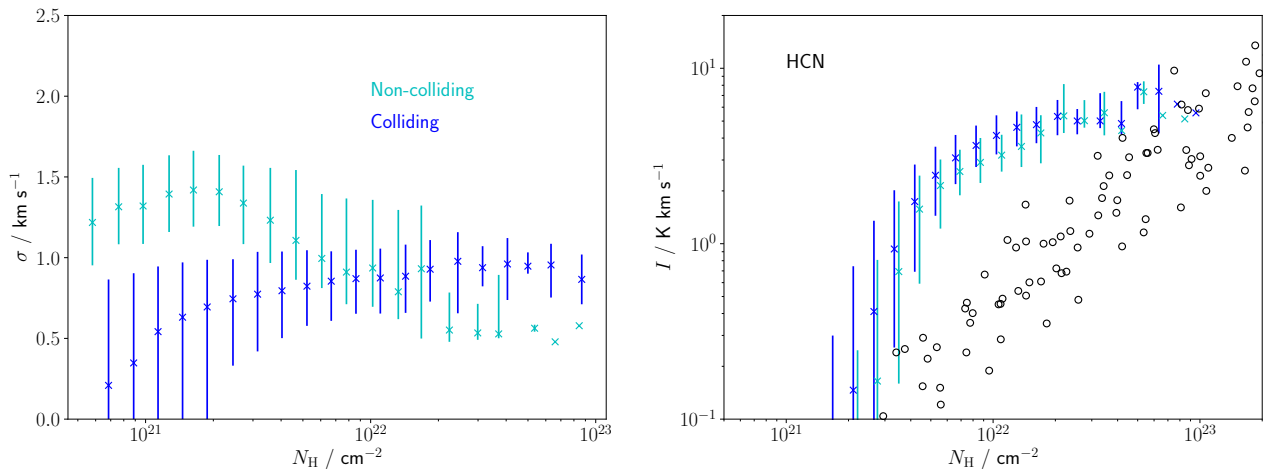 2.5
2.0
1.5
1.0
0.5
0.0
σ / km s⁻¹
Non-colliding
Colliding
10²¹
10²²
10²³
N_H / cm⁻²
10¹
10⁰
10⁻¹
I / K km s⁻¹
HCN
10²¹
10²²
10²³
N_H / cm⁻²